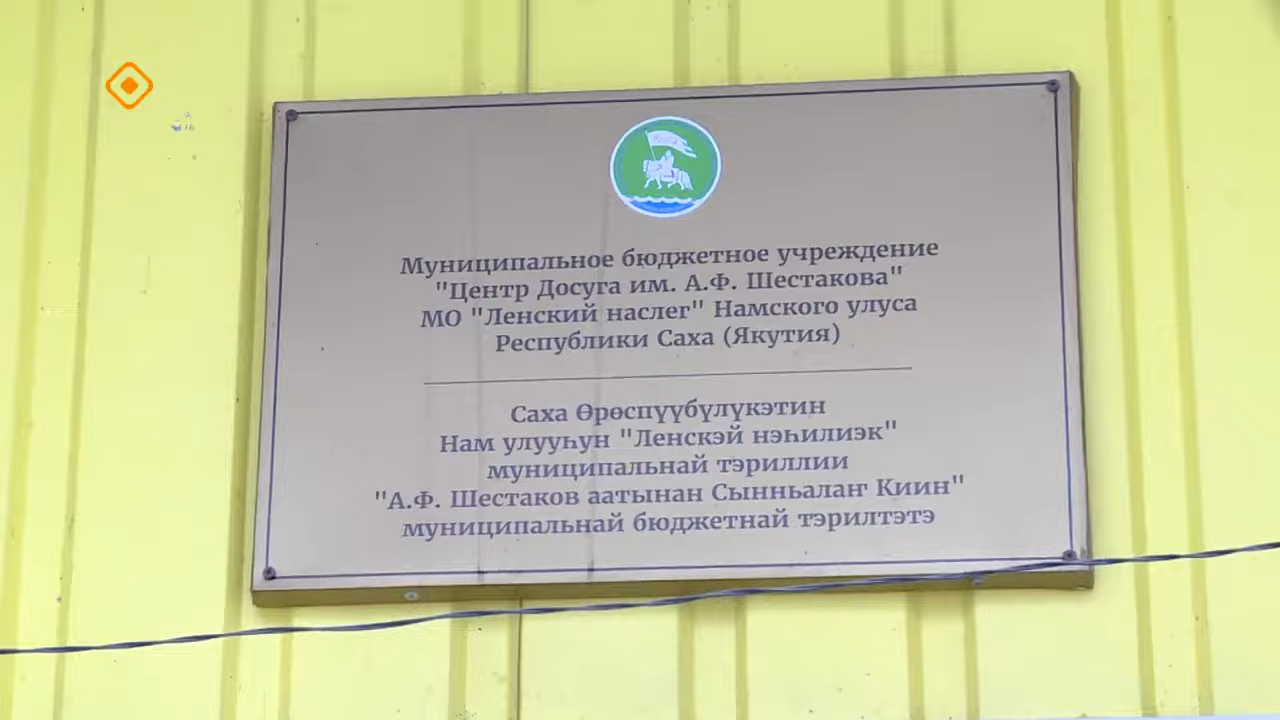 Муниципальное бюджетное учреждение
"Центр Досуга им. А.Ф. Шестакова"
МО "Ленский наслег" Намского улуса
Республики Саха (Якутия)
Саха Өрөспүүбүлүкэтин
Нам улууһун "Ленскэй нэһилиэк"
муниципальнай тэриллии
"А.Ф. Шестаков аатынан Сынньалаҥ Киин"
муниципальнай бюджетнай тэрилтэтэ